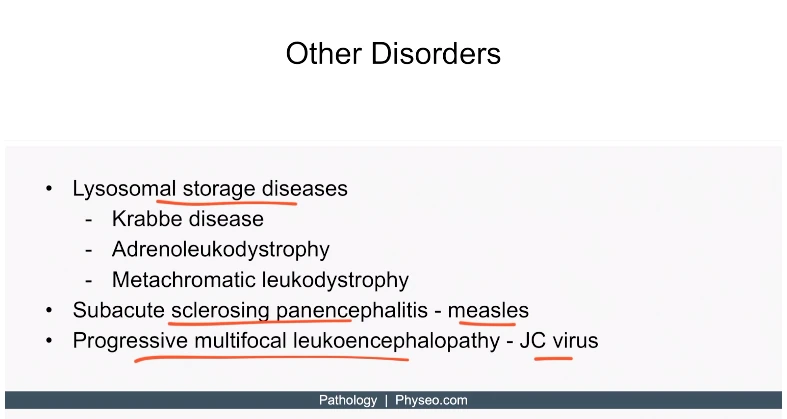 Other Disorders
• Lysosomal storage diseases
- Krabbe disease
- Adrenoleukodystrophy
- Metachromatic leukodystrophy
• Subacute sclerosing panencephalitis - measles
• Progressive multifocal leukoencephalopathy - JC virus
Pathology | Physeo.com